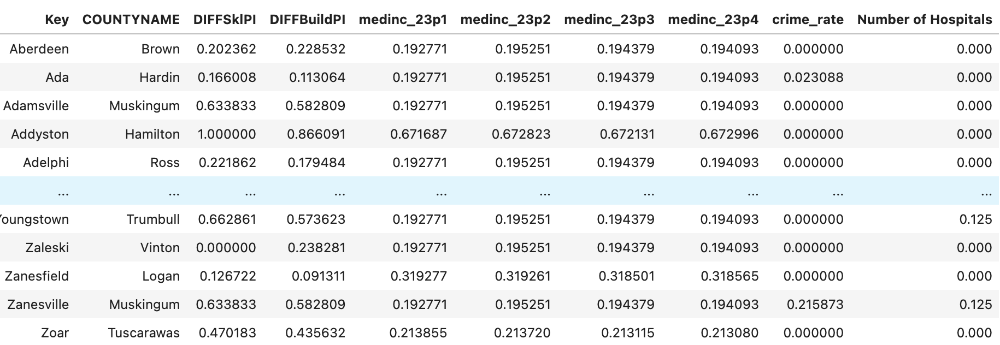 Key COUNTYNAME DIFFSklPI DIFFBuildPI medinc_23p1 medinc_23p2 medinc_23p3 medinc_23p4 crime_rate Number of Hospitals
Aberdeen Brown 0.202362 0.228532 0.192771 0.195251 0.194379 0.194093 0.000000 0.000
Ada Hardin 0.166008 0.113064 0.192771 0.195251 0.194379 0.194093 0.023088 0.000
Adamsville Muskingum 0.633833 0.582809 0.192771 0.195251 0.194379 0.194093 0.000000 0.000
Addyston Hamilton 1.000000 0.866091 0.671687 0.672823 0.672131 0.672996 0.000000 0.000
Adelphi Ross 0.221862 0.179484 0.192771 0.195251 0.194379 0.194093 0.000000 0.000
... ... ... ... ... ... ... ... ... ...
Youngstown Trumbull 0.662861 0.573623 0.192771 0.195251 0.194379 0.194093 0.000000 0.125
Zaleski Vinton 0.000000 0.238281 0.192771 0.195251 0.194379 0.194093 0.000000 0.000
Zanesfield Logan 0.126722 0.091311 0.319277 0.319261 0.318501 0.318565 0.000000 0.000
Zanesville Muskingum 0.633833 0.582809 0.192771 0.195251 0.194379 0.194093 0.215873 0.125
Zoar Tuscarawas 0.470183 0.435632 0.213855 0.213720 0.213115 0.213080 0.000000 0.000